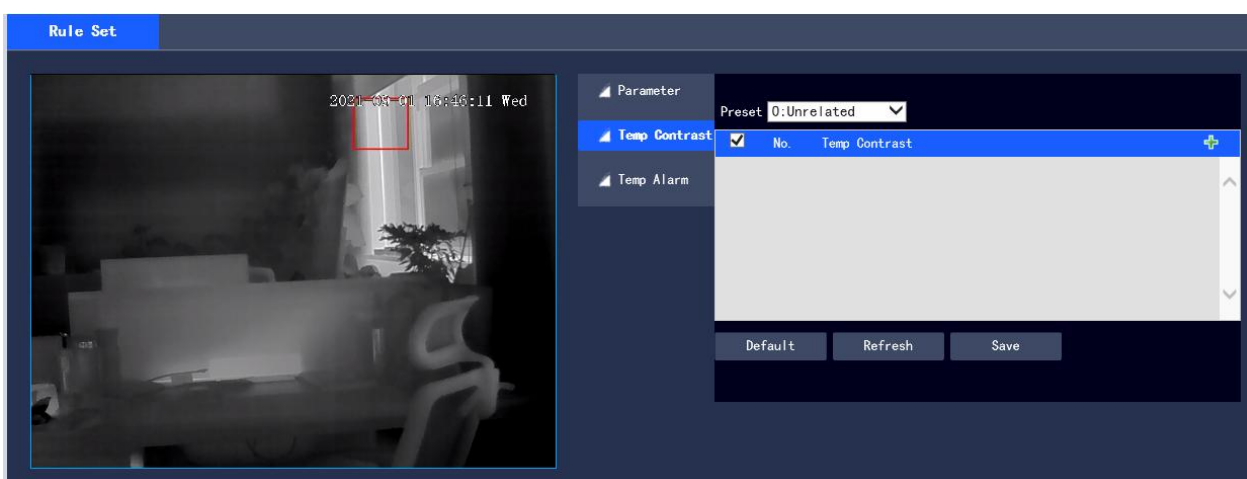 Rule Set
2021-09-01 16:46:11 Wed
Parameter
Temp Contrast
Temp Alarm
Preset 0:Unrelated
No. Temp Contrast
Default Refresh Save